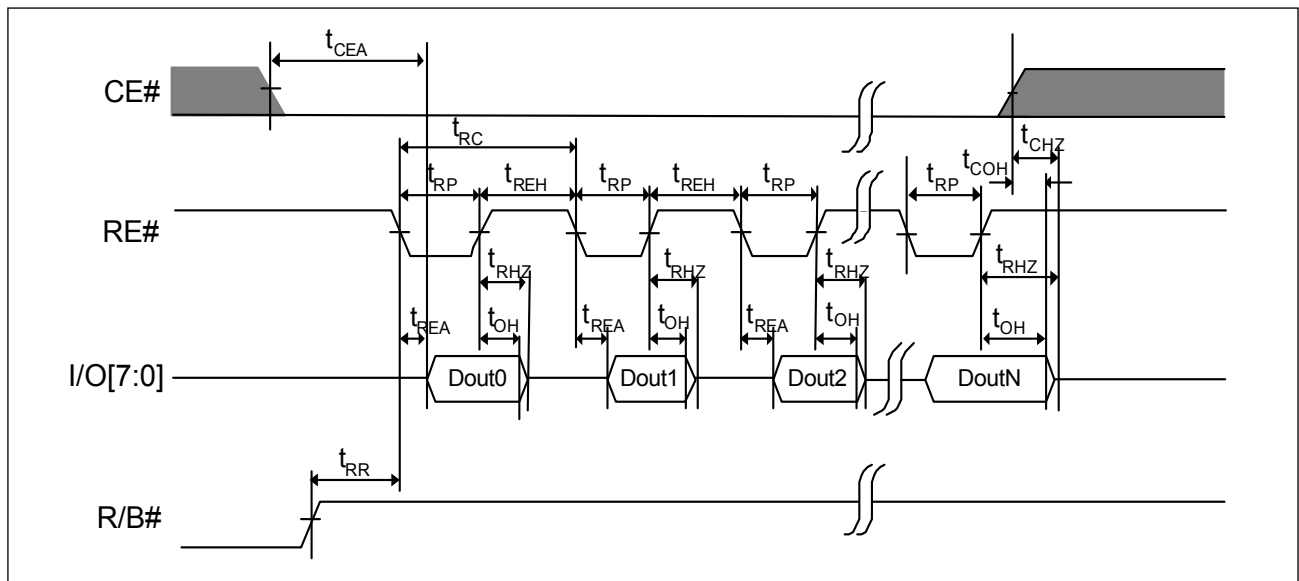 tCEA
CE#
tRC
tCHZ
tCOH
tRP tREH tRP tREH tRP tRP
RE#
tRHZ tRHZ tRHZ tRHZ
tREA tOH tREA tOH tREA tOH tOH
I/O[7:0] Dout0 Dout1 Dout2 DoutN
tRR
R/B#